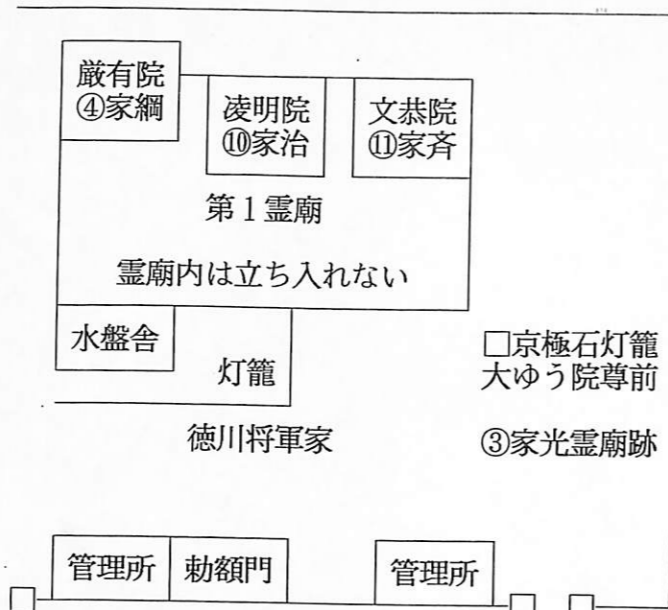 厳有院
④家綱
凌明院
⑩家治
文恭院
⑪家斉
第1霊廟
霊廟内は立ち入れない
水盤舎
灯籠
□京極石灯籠
大ゆう院尊前
徳川将軍家
③家光霊廟跡
管理所
勅額門
管理所